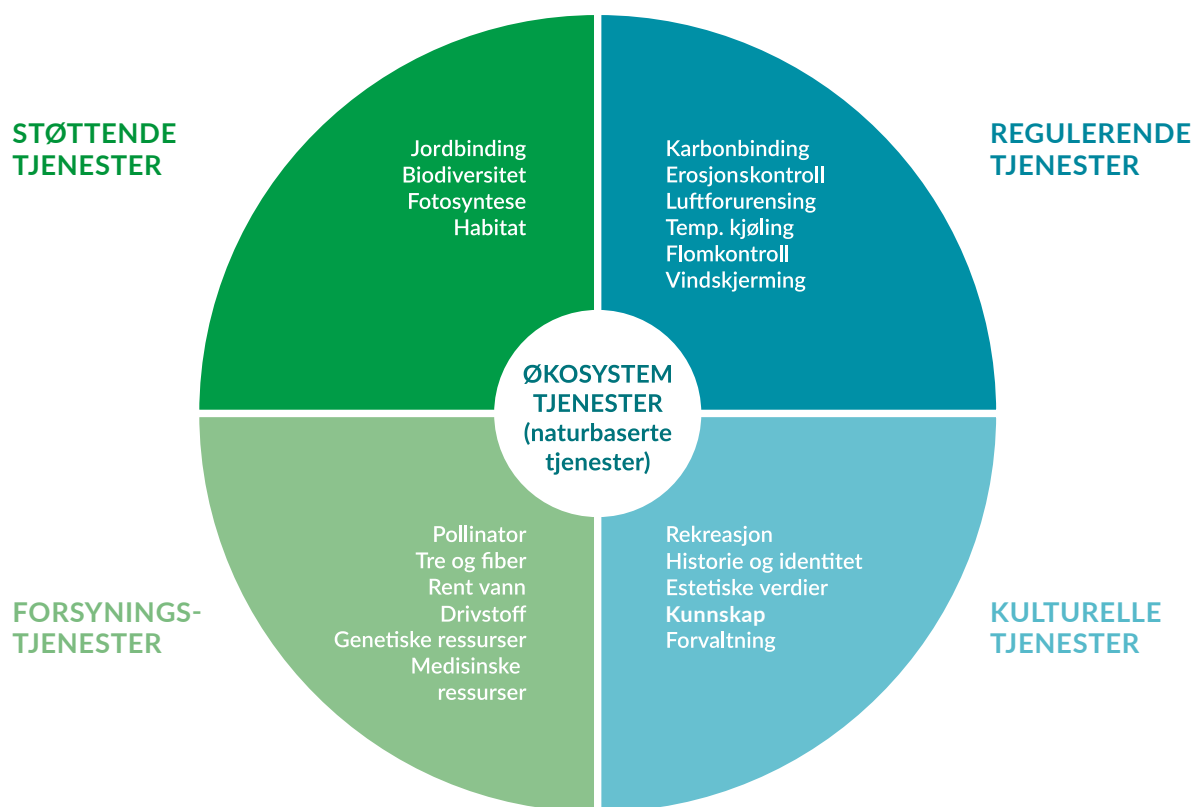 STØTTENDE
TJENESTER
Jordbinding
Biodiversitet
Fotosyntese
Habitat
Karbonbinding
Erosjonskontroll
Luftforurensing
Temp. kjøling
Flomkontroll
Vindskjerming
REGULERENDE
TJENESTER
ØKOSYSTEM
TJENESTER
(naturbaserte
tjenester)
FORSYNINGS-
TJENESTER
Pollinator
Tre og fiber
Rent vann
Drivstoff
Genetiske ressurser
Medisinske
ressurser
Rekreasjon
Historie og identitet
Estetiske verdier
Kunnskap
Forvaltning
KULTURELLE
TJENESTER